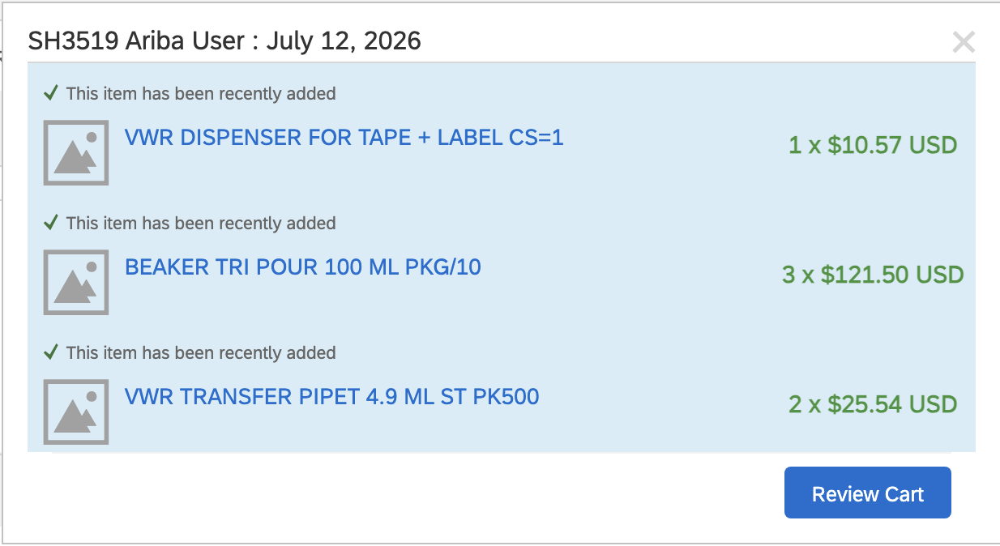 SH3519 Ariba User : July 12, 2026
This item has been recently added
VWR DISPENSER FOR TAPE + LABEL CS=1
1 x $10.57 USD
This item has been recently added
BEAKER TRI POUR 100 ML PKG/10
3 x $121.50 USD
This item has been recently added
VWR TRANSFER PIPET 4.9 ML ST PK500
2 x $25.54 USD
Review Cart